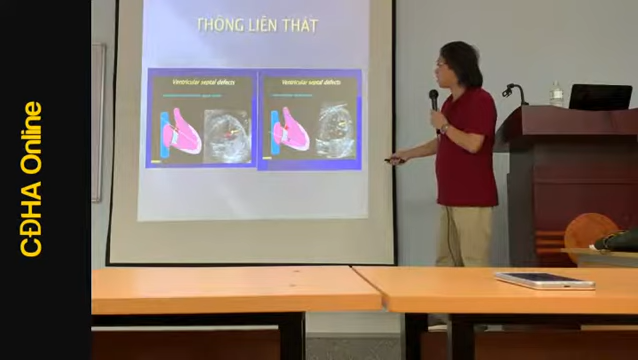 THÔNG LIÊN THẤT
Ventricular septal defects
Ventricular septal defects
CĐHA Online